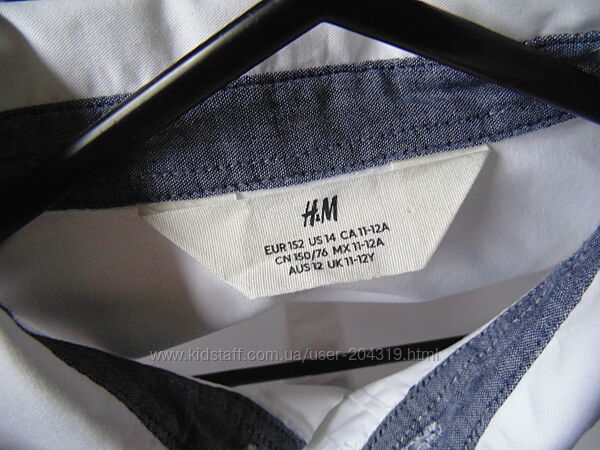 H&M
EUR 152 US 14 CA 11-12A
CN 150/76 MX 11-12A
AUS 12 UK 11-12Y
www.kidstaff.com.ua/user-204319.html